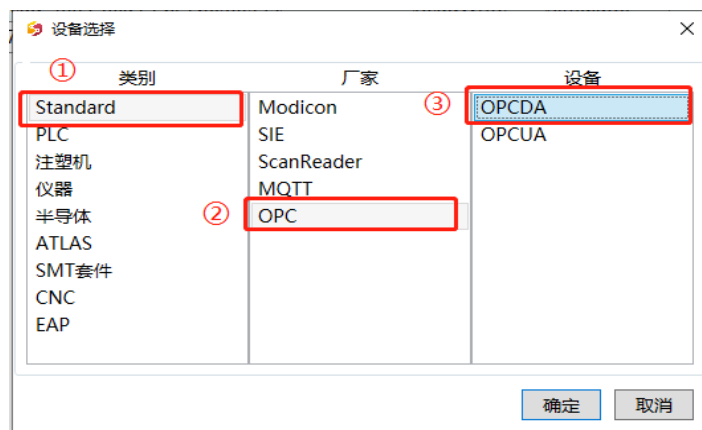 设备选择
① 类别 厂家 设备
Standard Modicon ③ OPCDA
PLC SIE OPCUA
注塑机 ScanReader
仪器 MQTT
半导体 ② OPC
ATLAS
SMT套件
CNC
EAP
确定 取消